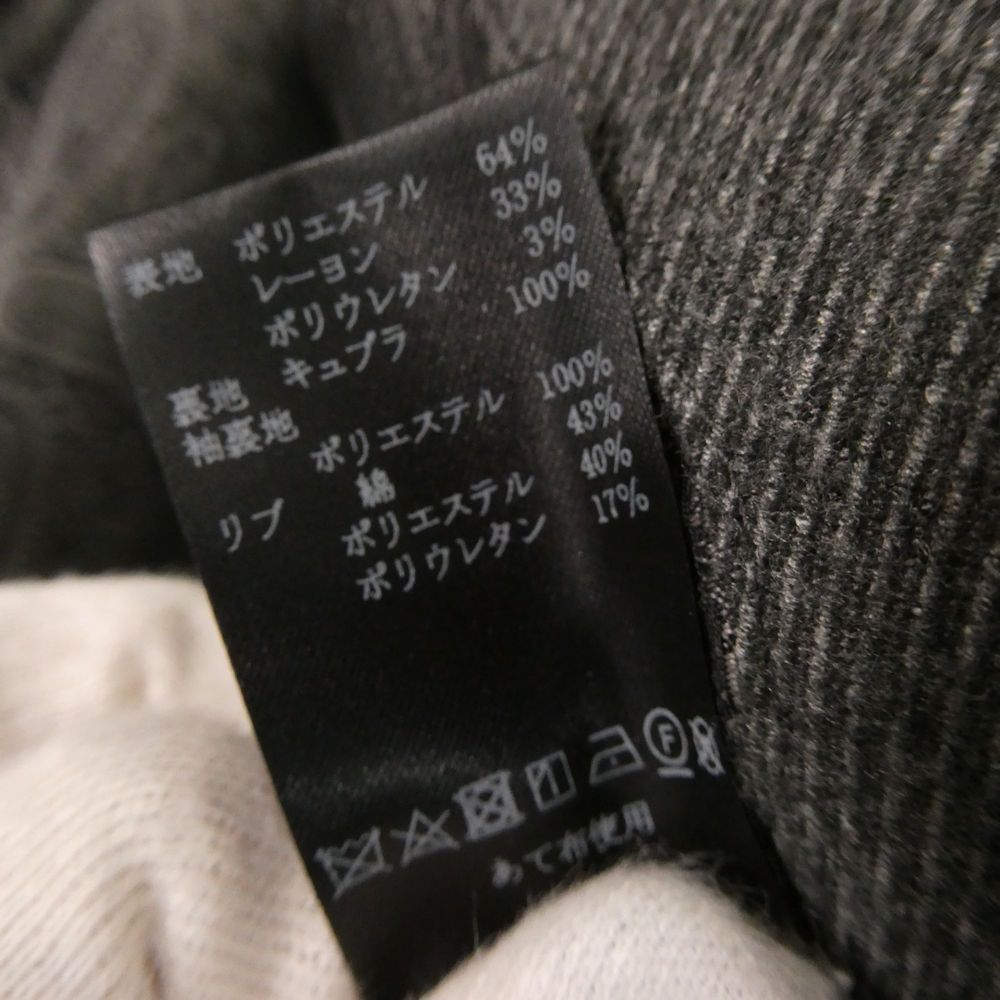 表地 ポリエステル 64%
レーヨン 33%
ポリウレタン 3%
裏地 キュプラ 100%
袖裏地 ポリエステル 100%
リブ 綿 43%
ポリエステル 40%
ポリウレタン 17%
F
あて布使用